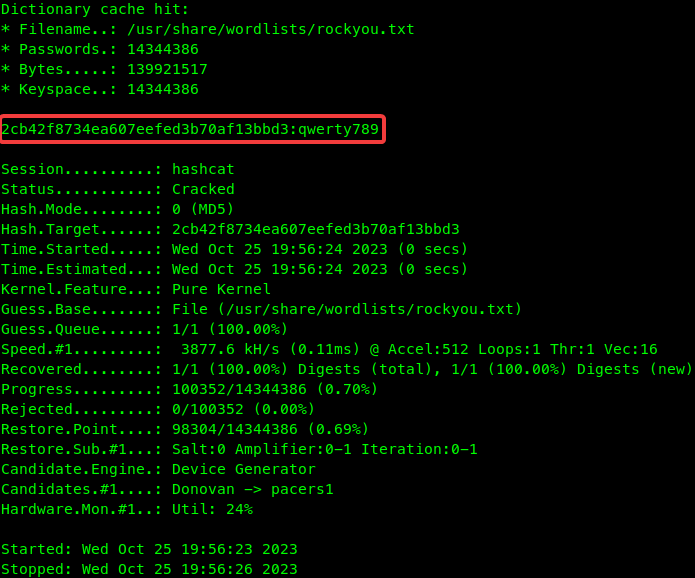 Dictionary cache hit:
* Filename..: /usr/share/wordlists/rockyou.txt
* Passwords.: 14344386
* Bytes.....: 139921517
* Keyspace..: 14344386
2cb42f8734ea607eefed3b70af13bbd3:qwerty789
Session..........: hashcat
Status...........: Cracked
Hash.Mode........: 0 (MD5)
Hash.Target......: 2cb42f8734ea607eefed3b70af13bbd3
Time.Started.....: Wed Oct 25 19:56:24 2023 (0 secs)
Time.Estimated...: Wed Oct 25 19:56:24 2023 (0 secs)
Kernel.Feature...: Pure Kernel
Guess.Base.......: File (/usr/share/wordlists/rockyou.txt)
Guess.Queue......: 1/1 (100.00%)
Speed.#1.........:  3877.6 kH/s (0.11ms) @ Accel:512 Loops:1 Thr:1 Vec:16
Recovered........: 1/1 (100.00%) Digests (total), 1/1 (100.00%) Digests (new)
Progress.........: 100352/14344386 (0.70%)
Rejected.........: 0/100352 (0.00%)
Restore.Point....: 98304/14344386 (0.69%)
Restore.Sub.#1...: Salt:0 Amplifier:0-1 Iteration:0-1
Candidate.Engine.: Device Generator
Candidates.#1....: Donovan -> pacers1
Hardware.Mon.#1..: Util: 24%
Started: Wed Oct 25 19:56:23 2023
Stopped: Wed Oct 25 19:56:26 2023